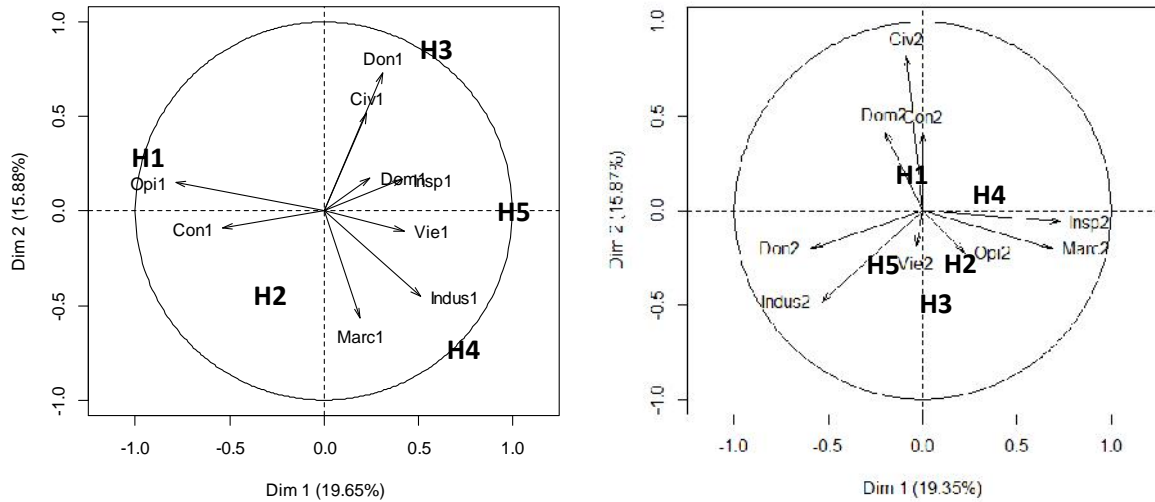 1.0
0.5
0.0
-0.5
-1.0
Dim 2 (15.88%)
H3
Don1
Civ1
H1
Opi1
Dom1
Insp1
H5
Con1
Vie1
H2
Indus1
Marc1
H4
-1.0 -0.5 0.0 0.5 1.0
Dim 1 (19.65%)
1.0
0.5
0.0
-0.5
-1.0
Dim 2 (15.87%)
Civ2
Dom2
Con2
H1
H4
Insp2
Don2
Opi2
Marc2
H5
Vie2
H2
Indus2
H3
-1.0 -0.5 0.0 0.5 1.0
Dim 1 (19.35%)